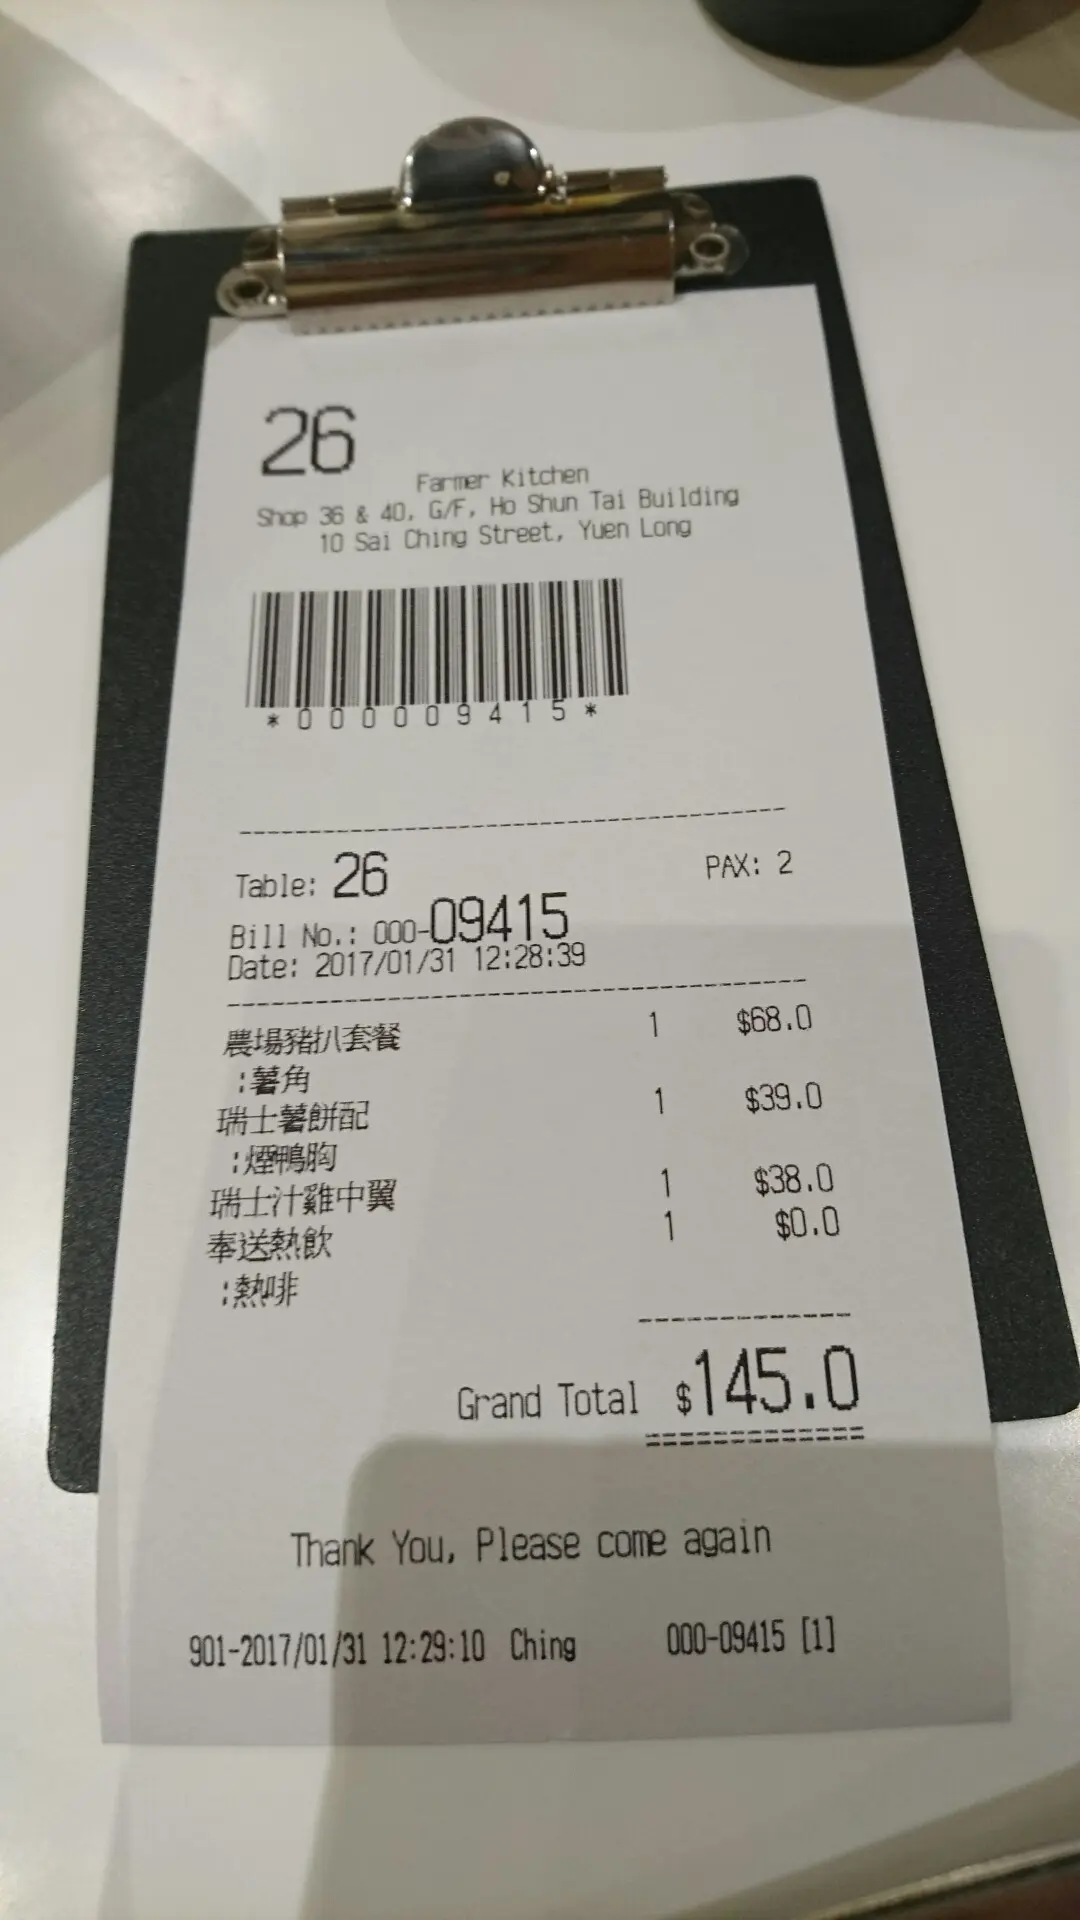 26
Farmer Kitchen
Shop 36 & 40, G/F, Ho Shun Tai Building
10 Sai Ching Street, Yuen Long
*000009415*
Table: 26 PAX: 2
Bill No.: 000-09415
Date: 2017/01/31 12:28:39
農場豬扒套餐 1 $68.0
:薯角
瑞士薯餅配 1 $39.0
:煙鴨胸
瑞士汁雞中翼 1 $38.0
奉送熱飲 1 $0.0
:熱啡
Grand Total $145.0
Thank You, Please come again
901-2017/01/31 12:29:10 Ching 000-09415 [1]